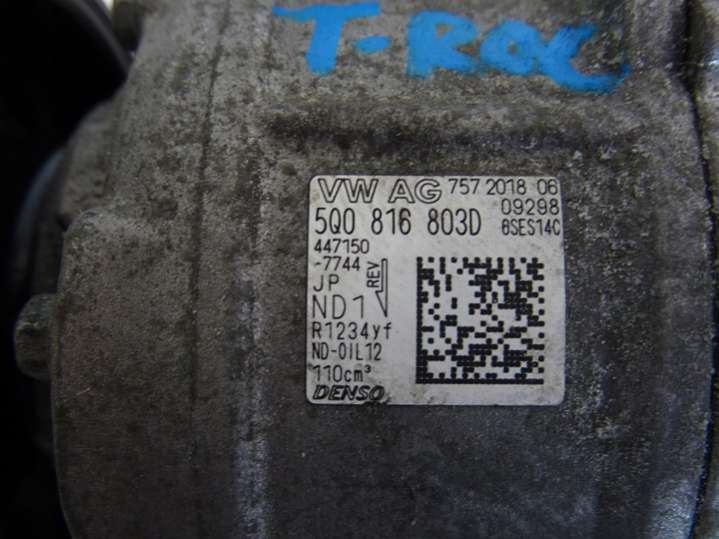 T-ROC
VW AG 757 2018 06
09298
5Q0 816 803D 6SES14C
447150
-7744
JP REV
ND1
R1234yf
ND-OIL12
110cm³
DENSO